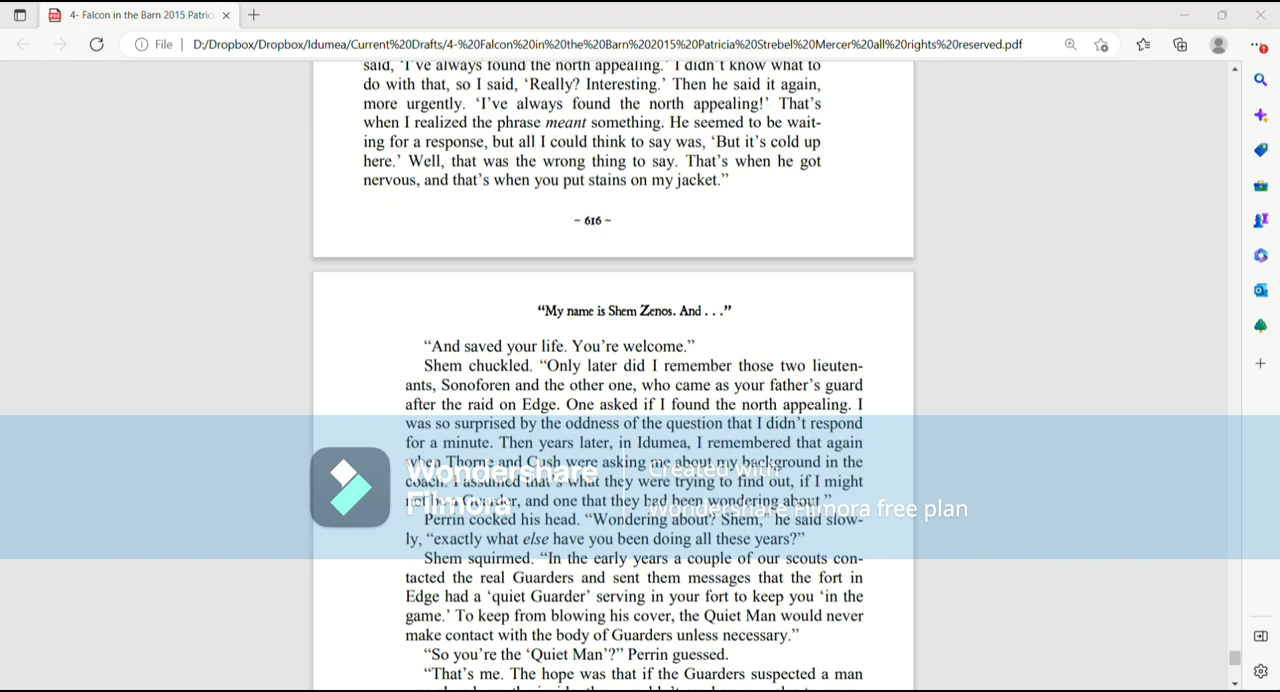 4- Falcon in the Barn 2015 Patric
File
D:/Dropbox/Dropbox/Idumea/Current%20Drafts/4-%20Falcon%20in%20the%20Barn%202015%20Patricia%20Strebel%20Mercer%20all%20rights%20reserved.pdf
said, ‘I’ve always found the north appealing.’ I didn’t know what to
do with that, so I said, ‘Really? Interesting.’ Then he said it again,
more urgently. ‘I’ve always found the north appealing!’ That’s
when I realized the phrase meant something. He seemed to be wait-
ing for a response, but all I could think to say was, ‘But it’s cold up
here.’ Well, that was the wrong thing to say. That’s when he got
nervous, and that’s when you put stains on my jacket.”
~ 616 ~
“My name is Shem Zenos. And . . .”
“And saved your life. You’re welcome.”
Shem chuckled. “Only later did I remember those two lieuten-
ants, Sonoforen and the other one, who came as your father’s guard
after the raid on Edge. One asked if I found the north appealing. I
was so surprised by the oddness of the question that I didn’t respond
for a minute. Then years later, in Idumea, I remembered that again
when Thorne and Cush were asking me about my background in the
coach. I assumed that’s what they were trying to find out, if I might
Guarder, and one that they had been wondering about.”
Wondershare
Filmora
Created with
Wondershare Filmora free plan
Perrin cocked his head. “Wondering about? Shem,” he said slow-
ly, “exactly what else have you been doing all these years?”
Shem squirmed. “In the early years a couple of our scouts con-
tacted the real Guarders and sent them messages that the fort in
Edge had a ‘quiet Guarder’ serving in your fort to keep you ‘in the
game.’ To keep from blowing his cover, the Quiet Man would never
make contact with the body of Guarders unless necessary.”
“So you’re the ‘Quiet Man’?” Perrin guessed.
“That’s me. The hope was that if the Guarders suspected a man